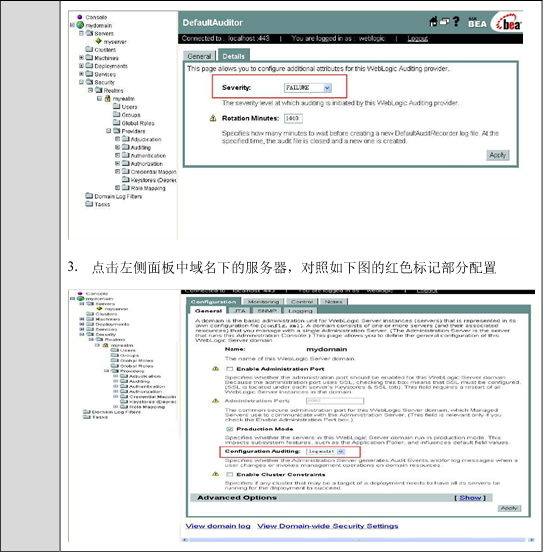 Console
mydomain
Servers
myserver
Clusters
Machines
Deployments
Services
Security
Realms
myrealm
Users
Groups
Global Roles
Providers
Adjudication
Auditing
Authentication
Authorization
Credential Mappin
Keystores (Deprec
Role Mapping
Domain Log Filters
Tasks
DefaultAuditor
BEA
bea
Connected to : localhost :443 | You are logged in as : weblogic | Logout
General Details
This page allows you to configure additional attributes for this WebLogic Auditing provider.
Severity: FAILURE
The severity level at which auditing is initiated by this WebLogic Auditing provider.
Rotation Minutes: 1440
Specifies how many minutes to wait before creating a new DefaultAuditRecorder log file. At the
specified time, the audit file is closed and a new one is created.
Apply
3. 点击左侧面板中域名下的服务器，对照如下图的红色标记部分配置
Console
mydomain
Servers
myserver
Clusters
Machines
Deployments
Services
Security
Realms
myrealm
Users
Groups
Global Roles
Providers
Adjudication
Auditing
Authentication
Authorization
Credential Mappin
Keystores (Deprec
Role Mapping
Domain Log Filters
Tasks
Connected to : localhost :443 | You are logged in as : weblogic | Logout
Configuration Monitoring Control Notes
General JTA SNMP Logging
A domain is the basic administration unit for WebLogic Server instances (servers) that is represented in its
own configuration file (config.xml). A domain consists of one or more servers (and their associated
resources) that you manage with a single Administration Server. (The Administration Server is the server
that runs this Administration Console.) This page allows you to define the general configuration of this
WebLogic Server domain.
Name: mydomain
The name of this WebLogic Server domain.
Enable Administration Port
Specifies whether the administration port should be enabled for this WebLogic Server domain.
Because the administration port uses SSL, checking this box means that SSL must be configured.
(SSL is located under each server's Keystores & SSL tab). This field requires a restart of all
WebLogic Server instances in the domain.
Administration Port:
The common secure administration port for this WebLogic Server domain, which Managed
Servers use to communicate with the Administration Server. (This field is relevant only if you
check the Enable Administration Port box.)
Production Mode
Specifies whether the servers in this WebLogic Server domain run in production mode. This
impacts subsystem features, such as the Application Poller, and influences default field values.
Configuration Auditing: logaudit
Specifies whether the Administration Server generates Audit Events and/or log messages when a
user changes or invokes management operations on domain resources.
Enable Cluster Constraints
Specifies if any cluster that may be a target of a deployment needs to have all its servers be
running for the deployment to succeed.
Advanced Options [ Show ]
Apply
View domain log View Domain-wide Security Settings